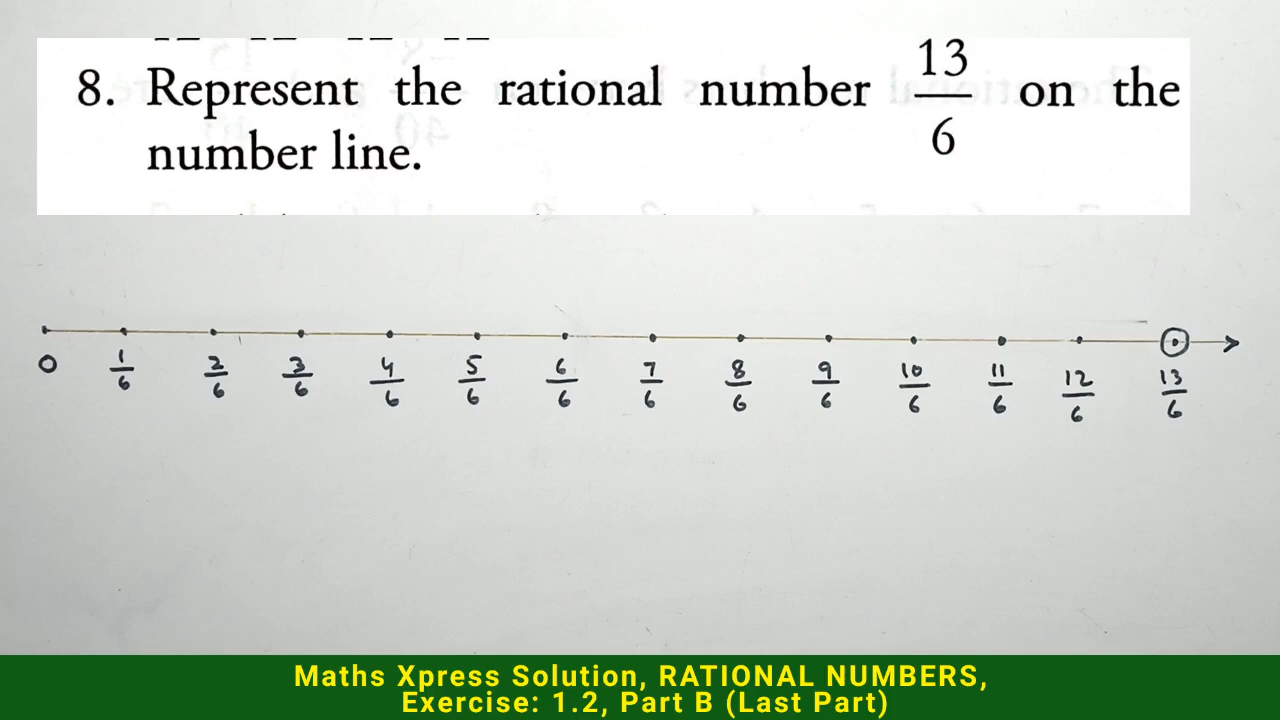 8. Represent the rational number 13/6 on the
number line.
0 1/6 2/6 3/6 4/6 5/6 6/6 7/6 8/6 9/6 10/6 11/6 12/6 13/6
Maths Xpress Solution, RATIONAL NUMBERS,
Exercise: 1.2, Part B (Last Part)